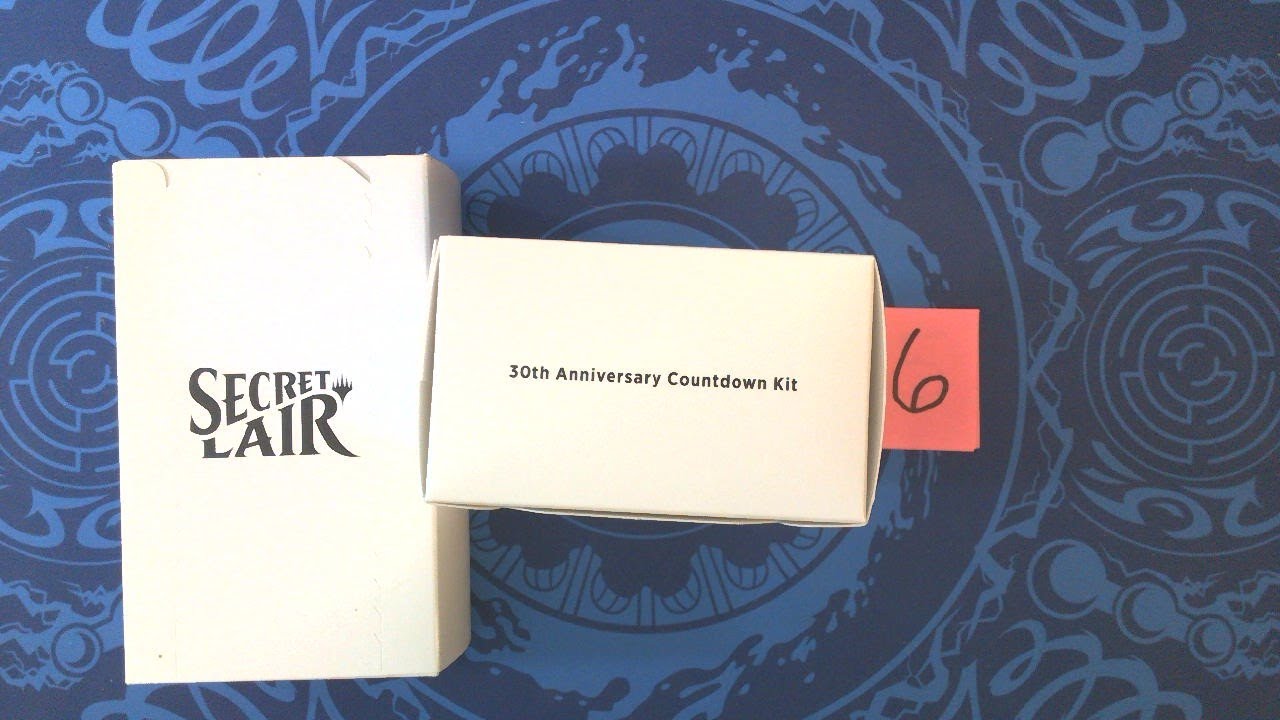 SECRET
LAIR
30th Anniversary Countdown Kit
6